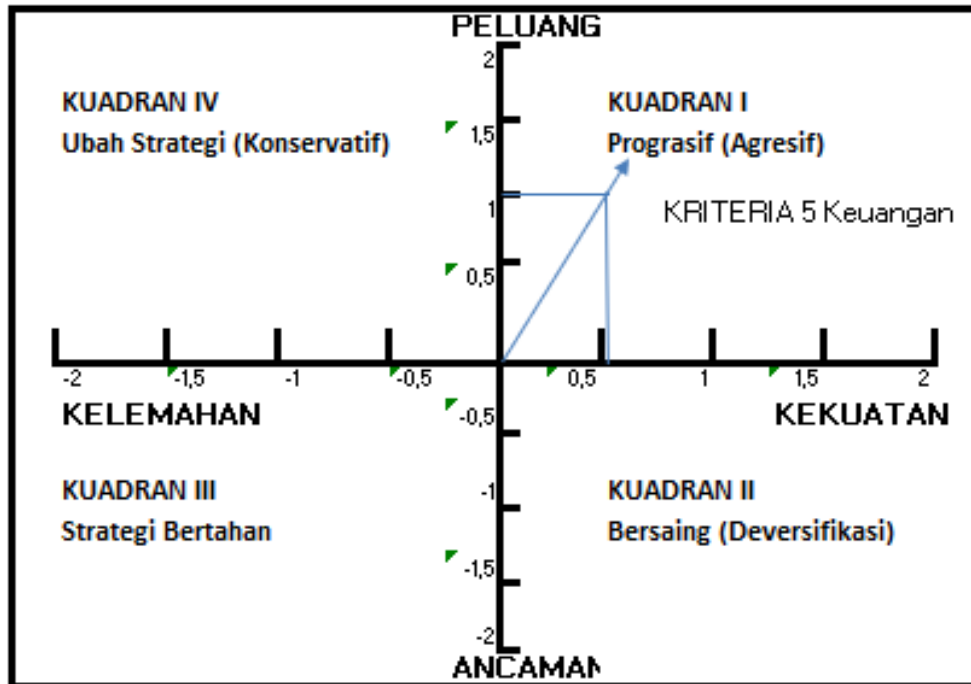 PELUANG
2
KUADRAN IV
Ubah Strategi (Konservatif)
KUADRAN I
Prograsif (Agresif)
1,5
1
KRITERIA 5 Keuangan
0,5
-2
-1,5
-1
-0,5
0,5
1
1,5
2
KELEMAHAN
-0,5
KEKUATAN
KUADRAN III
Strategi Bertahan
-1
KUADRAN II
Bersaing (Deversifikasi)
-1,5
-2
ANCAMAN